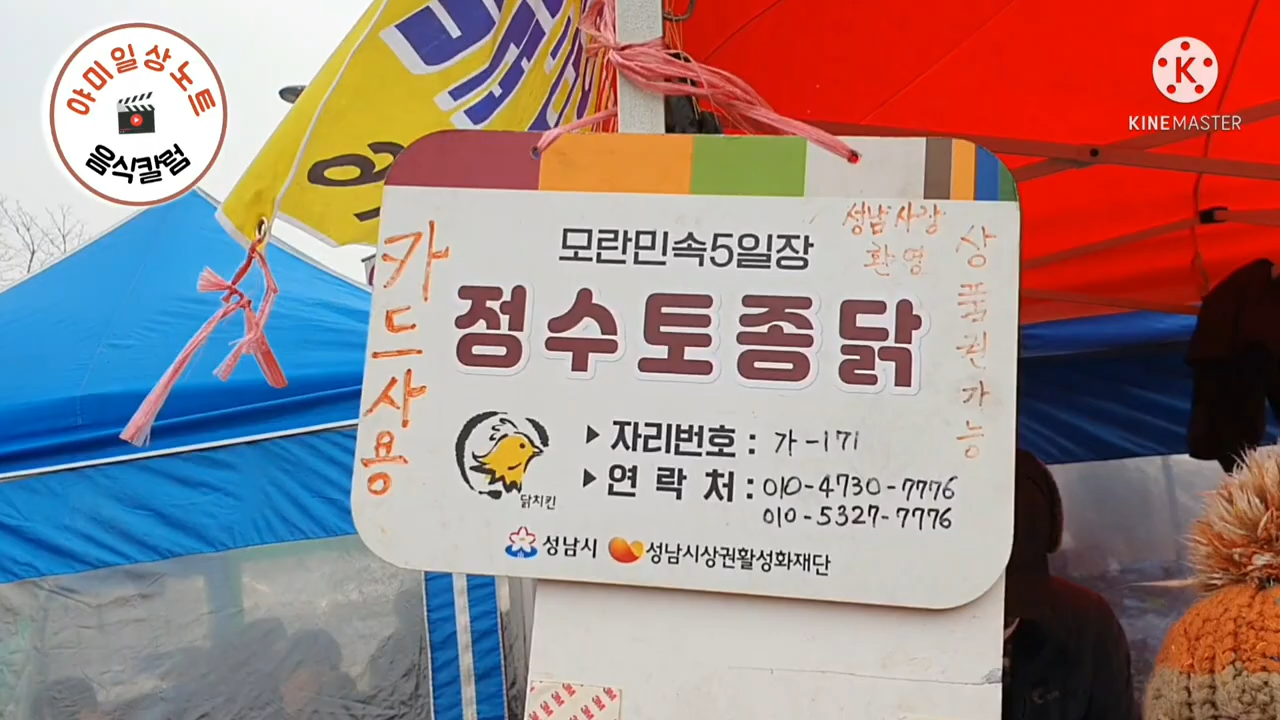 야미일상노트
음식칼럼
KINEMASTER
모란민속5일장
성남사랑
환영
상품권가능
카드사용
정수토종닭
자리번호 : 가-171
연락처 : 010-4730-7776
010-5327-7776
닭치킨
성남시 성남시상권활성화재단